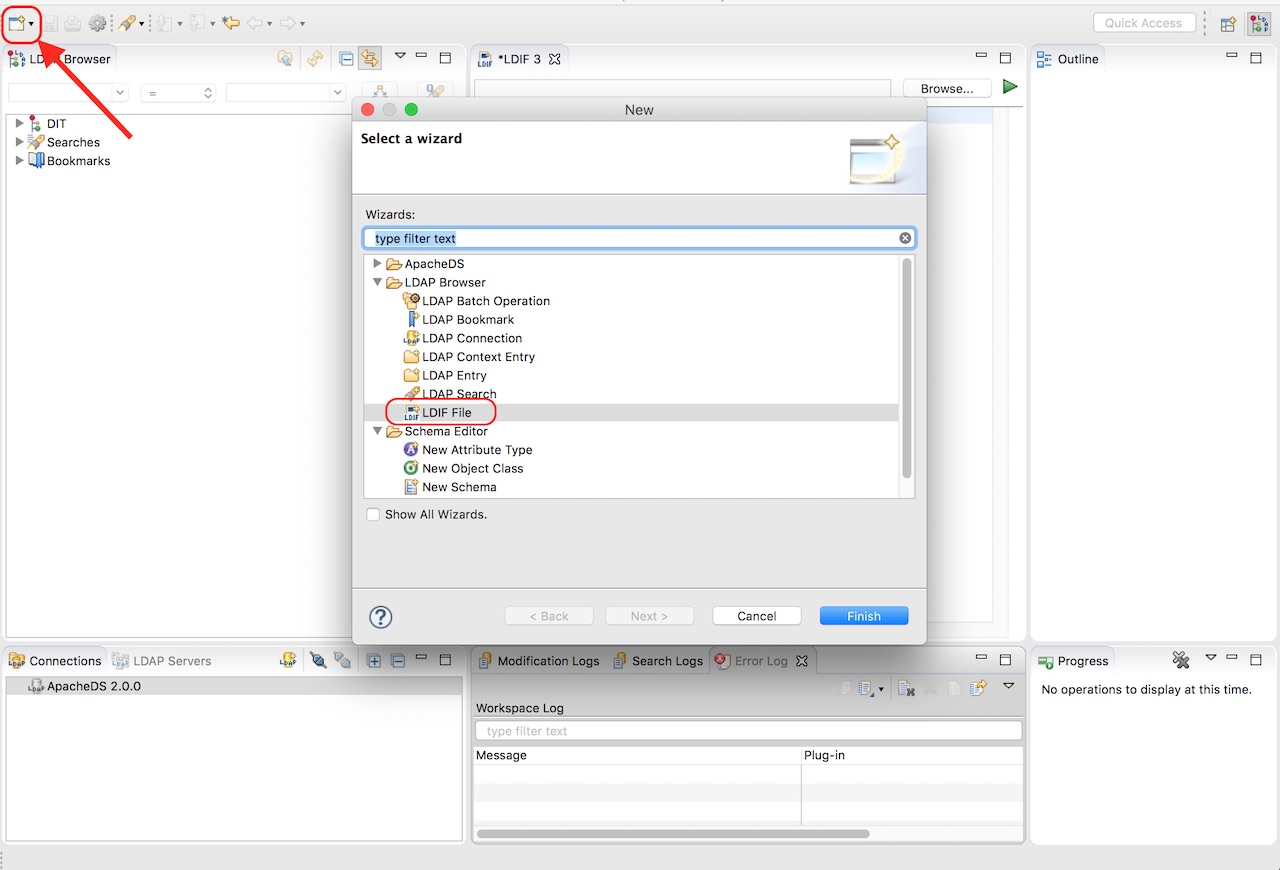 Quick Access
LDAP Browser
*LDIF 3
Outline
=
Browse...
DIT
Searches
Bookmarks
New
Select a wizard
Wizards:
type filter text
ApacheDS
LDAP Browser
LDAP Batch Operation
LDAP Bookmark
LDAP Connection
LDAP Context Entry
LDAP Entry
LDAP Search
LDIF File
Schema Editor
New Attribute Type
New Object Class
New Schema
Show All Wizards.
< Back
Next >
Cancel
Finish
Connections
LDAP Servers
Modification Logs
Search Logs
Error Log
Progress
ApacheDS 2.0.0
No operations to display at this time.
Workspace Log
type filter text
Message
Plug-in